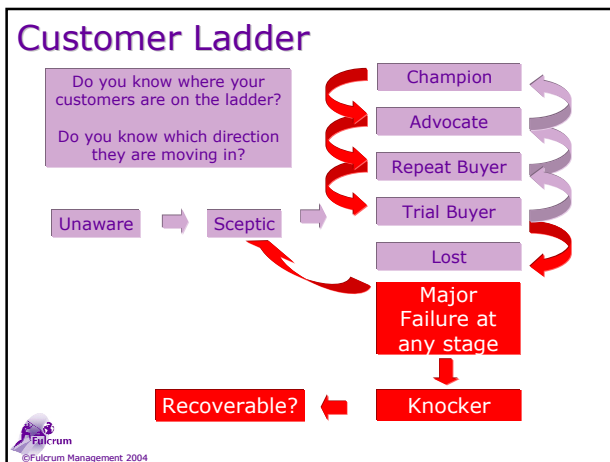 Customer Ladder
Do you know where your
customers are on the ladder?
Do you know which direction
they are moving in?
Champion
Advocate
Repeat Buyer
Trial Buyer
Unaware
Sceptic
Lost
Major
Failure at
any stage
Recoverable?
Knocker
Fulcrum
©Fulcrum Management 2004